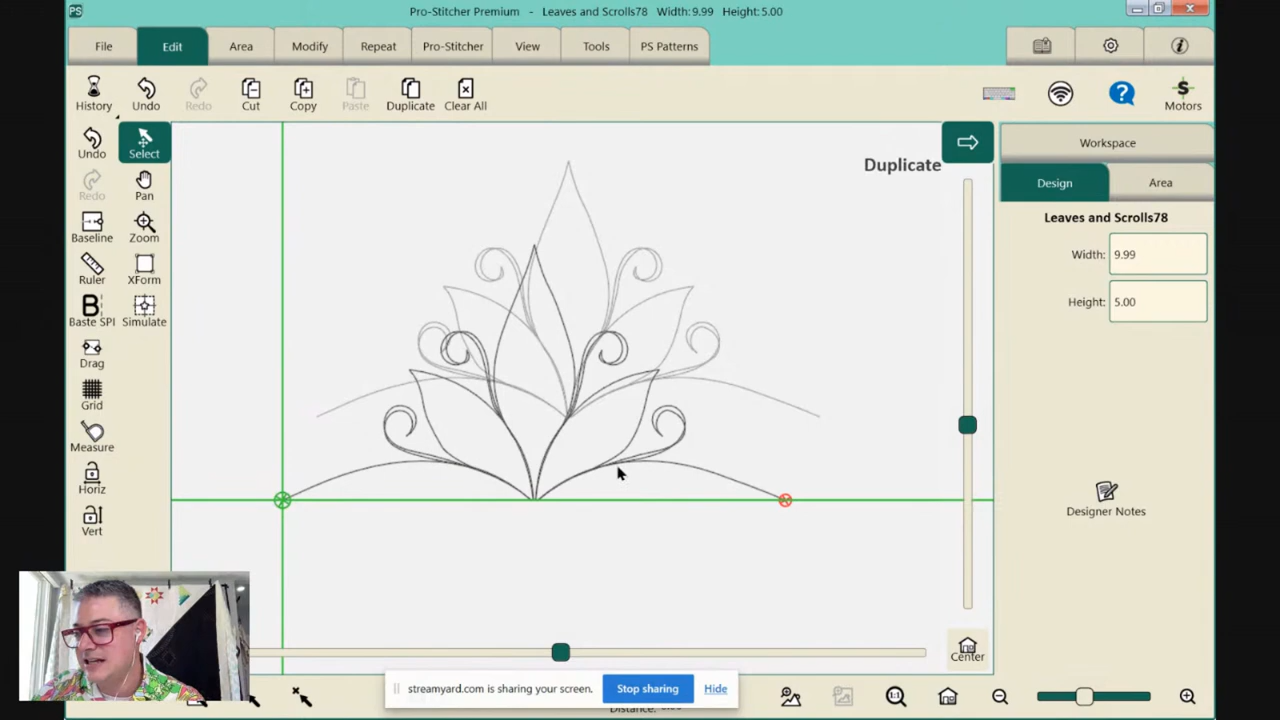 PS
Pro-Stitcher Premium - Leaves and Scrolls78 Width: 9.99 Height: 5.00
File Edit Area Modify Repeat Pro-Stitcher View Tools PS Patterns
History Undo Redo Cut Copy Paste Duplicate Clear All Motors
Undo Select
Redo Pan
Baseline Zoom
Ruler XForm
Baste SPI Simulate
Drag
Grid
Measure
Horiz
Vert
Duplicate
Workspace
Design Area
Leaves and Scrolls78
Width: 9.99
Height: 5.00
Designer Notes
Center
streamyard.com is sharing your screen. Stop sharing Hide
1:1